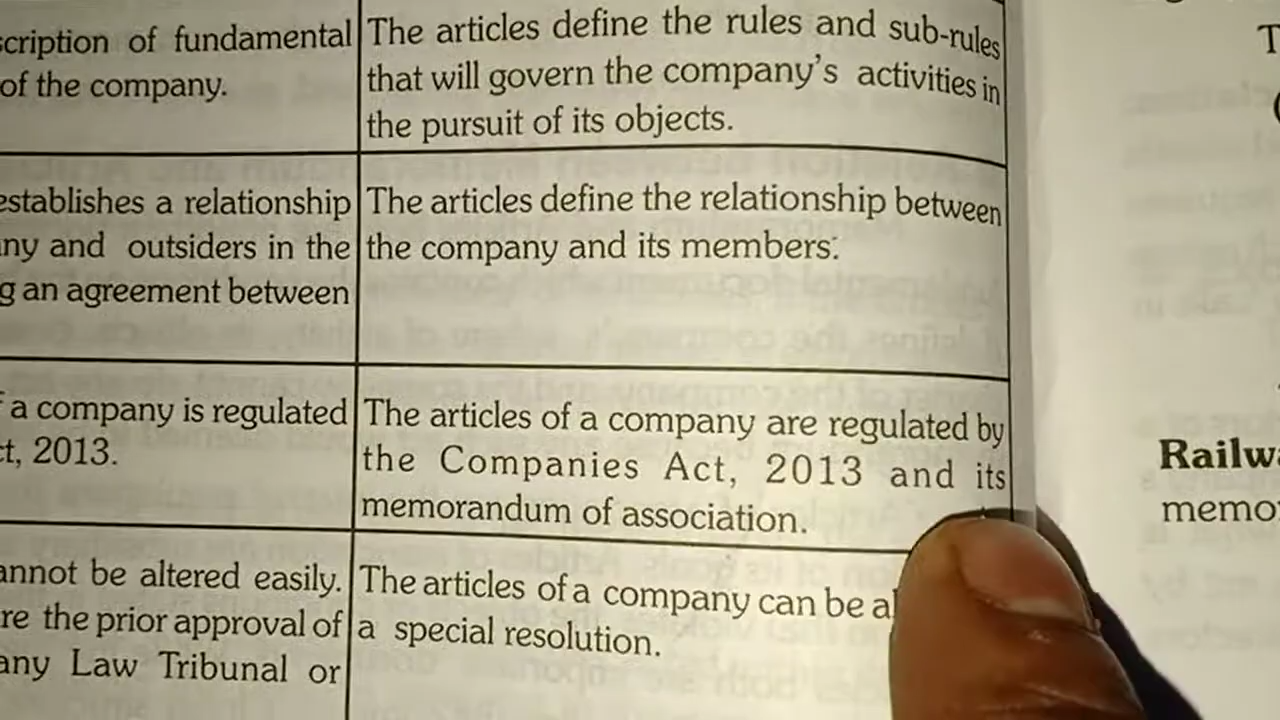 scription of fundamental
of the company.
The articles define the rules and sub-rules
that will govern the company's activities in
the pursuit of its objects.
establishes a relationship
ny and outsiders in the
g an agreement between
The articles define the relationship between
the company and its members.
a company is regulated
ct, 2013.
The articles of a company are regulated by
the Companies Act, 2013 and its
memorandum of association.
annot be altered easily.
re the prior approval of
any Law Tribunal or
The articles of a company can be al
a special resolution.
T
(
Railwa
memo